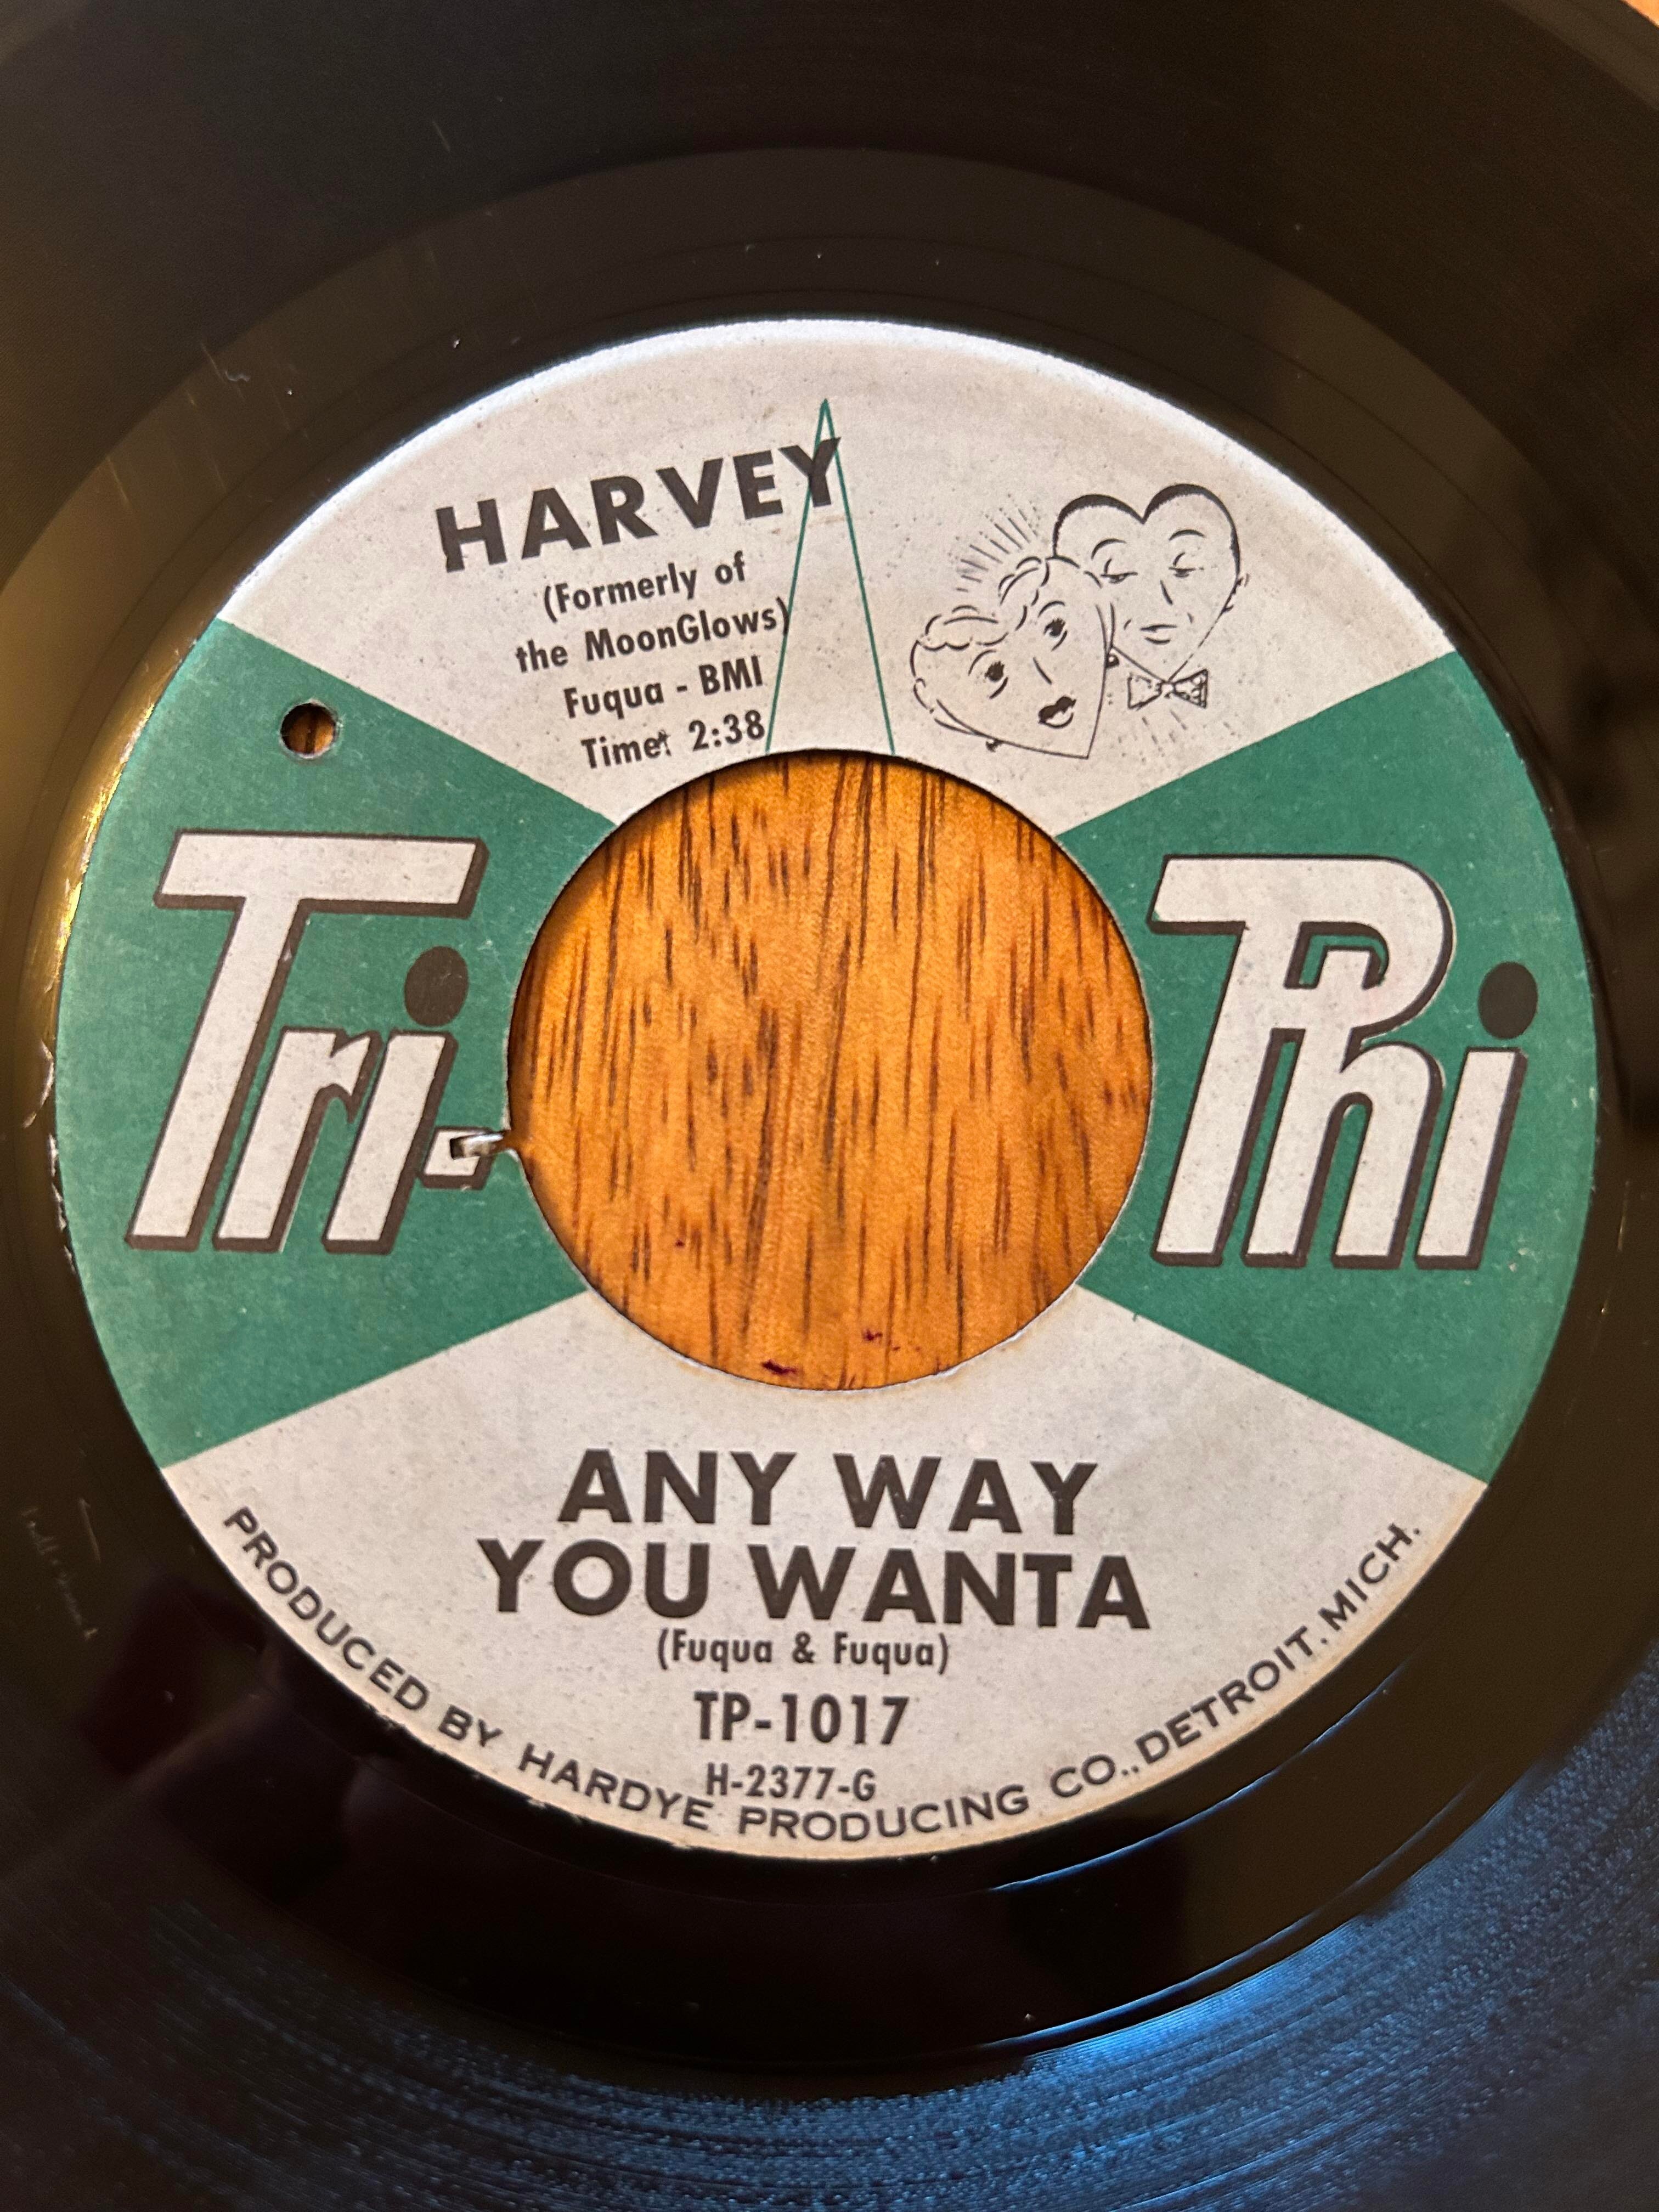 HARVEY
(Formerly of
the MoonGlows)
Fuqua - BMI
Time: 2:38
Tri-Phi
ANY WAY
YOU WANTA
(Fuqua & Fuqua)
TP-1017
H-2377-G
PRODUCED BY HARDYE PRODUCING CO., DETROIT, MICH.